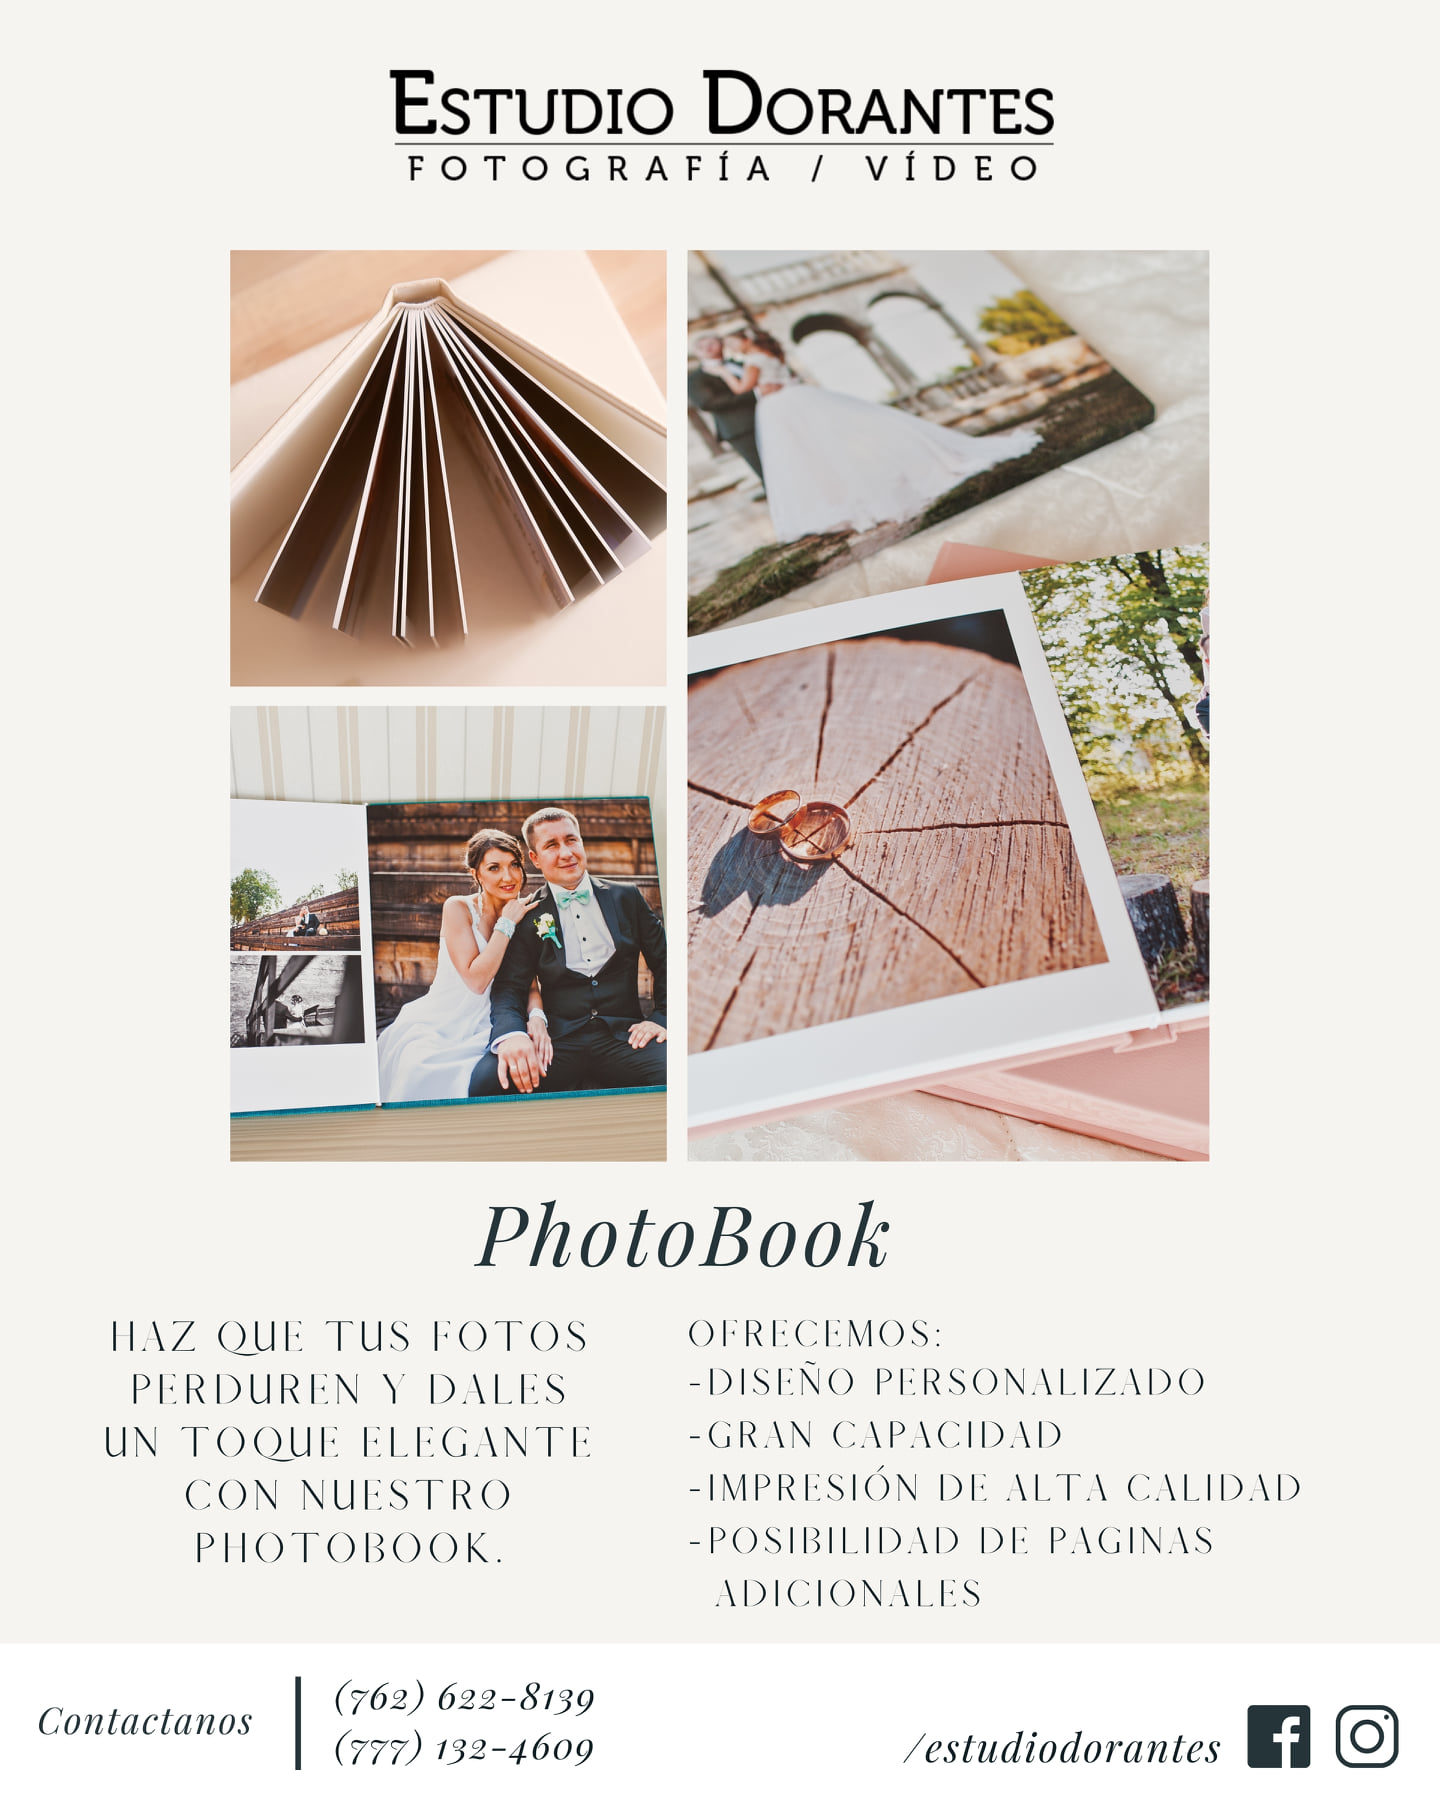 ESTUDIO DORANTES
FOTOGRAFÍA / VÍDEO
PhotoBook
HAZ QUE TUS FOTOS
PERDUREN Y DALES
UN TOQUE ELEGANTE
CON NUESTRO
PHOTOBOOK.
OFRECEMOS:
-DISEÑO PERSONALIZADO
-GRAN CAPACIDAD
-IMPRESIÓN DE ALTA CALIDAD
-POSIBILIDAD DE PAGINAS
ADICIONALES
Contactanos
(762) 622-8139
(777) 132-4609
/estudiodorantes